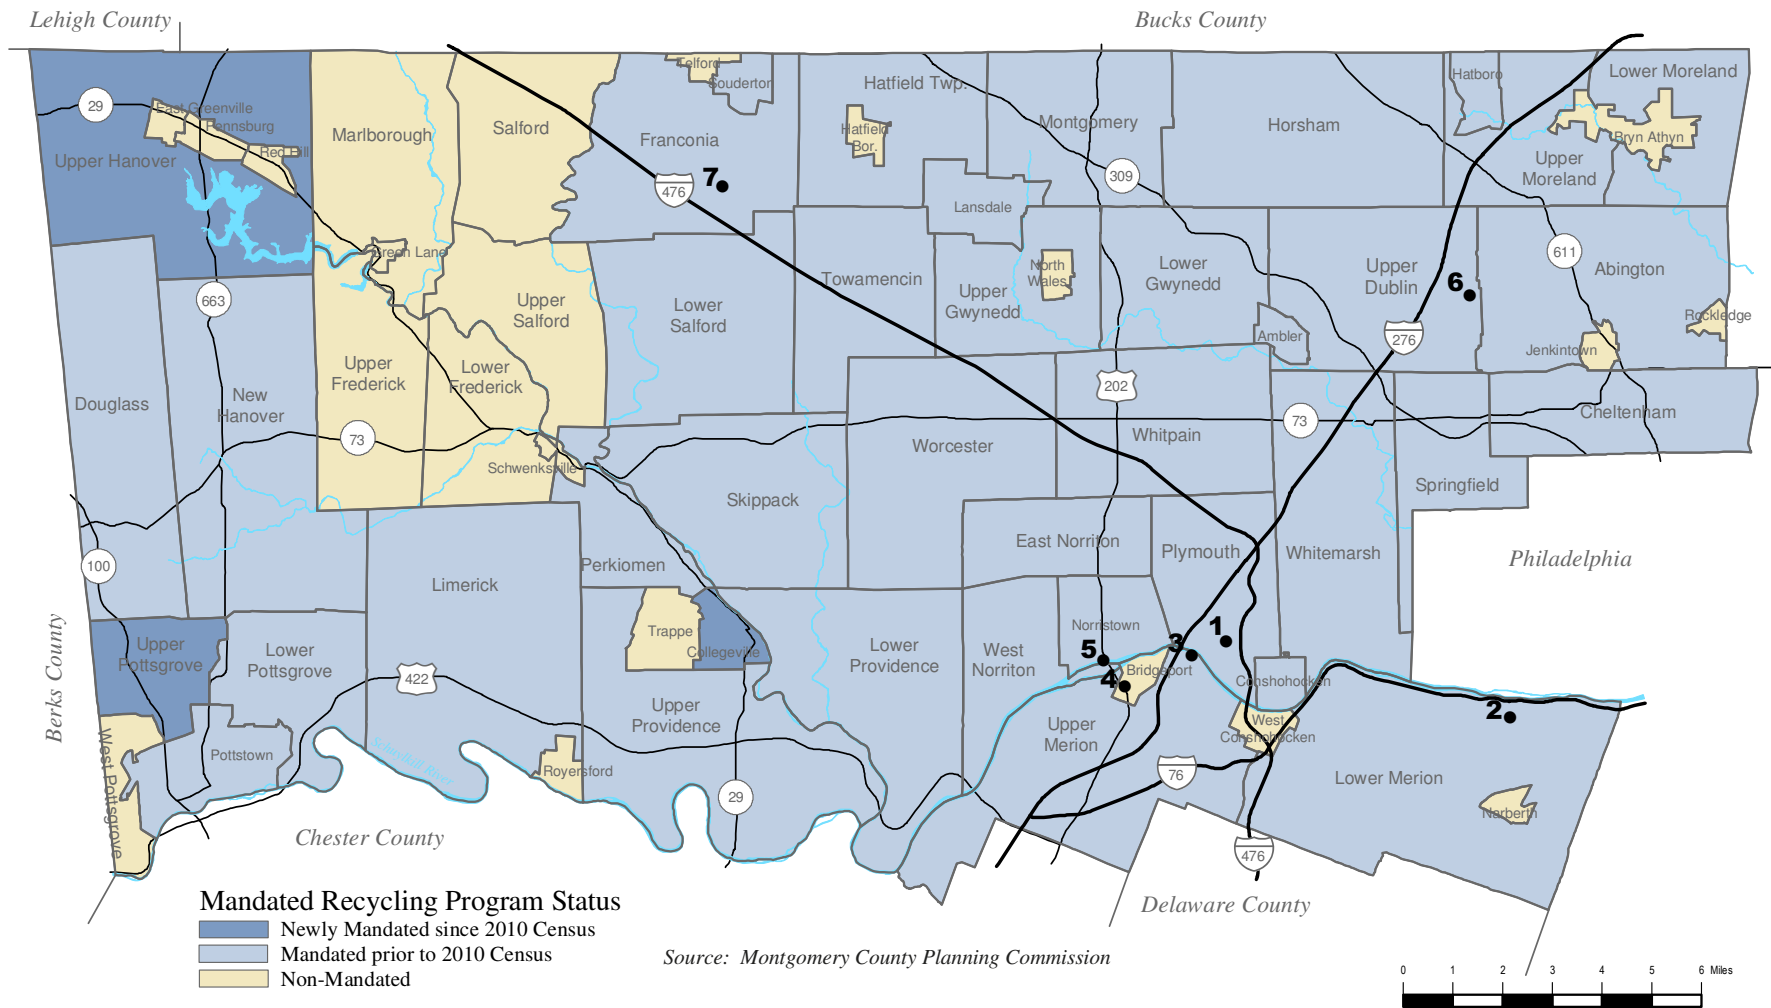 Lehigh County
Bucks County
Telford
Souderton
Hatfield Twp.
Hatboro
Lower Moreland
29
East Greenville
Pennsburg
Marlborough
Salford
Franconia
Hatfield
Bor.
Montgomery
Horsham
Bryn Athyn
Upper Hanover
Red Hill
Upper
Moreland
476
7
309
Lansdale
Green Lane
Towamencin
North
Wales
Lower
Gwynedd
Upper
Dublin
6
611
Abington
663
Upper
Salford
Lower
Salford
Upper
Gwynedd
Ambler
276
Rockledge
Jenkintown
Upper
Frederick
Lower
Frederick
202
Douglass
New
Hanover
73
Worcester
Whitpain
73
Cheltenham
Schwenksville
Skippack
Springfield
East Norriton
Plymouth
Whitemarsh
Philadelphia
100
Perkiomen
Limerick
Berks County
Upper
Pottsgrove
Lower
Pottsgrove
Trappe
Collegeville
Lower
Providence
West
Norriton
Norristown
5
4
3
1
Bridgeport
Conshohocken
422
Upper
Providence
Upper
Merion
West
Conshohocken
2
West Pottsgrove
Pottstown
Schuylkill River
Royersford
29
76
Lower Merion
Narberth
Chester County
476
Delaware County
Mandated Recycling Program Status
Newly Mandated since 2010 Census
Mandated prior to 2010 Census
Non-Mandated
Source: Montgomery County Planning Commission
0 1 2 3 4 5 6 Miles